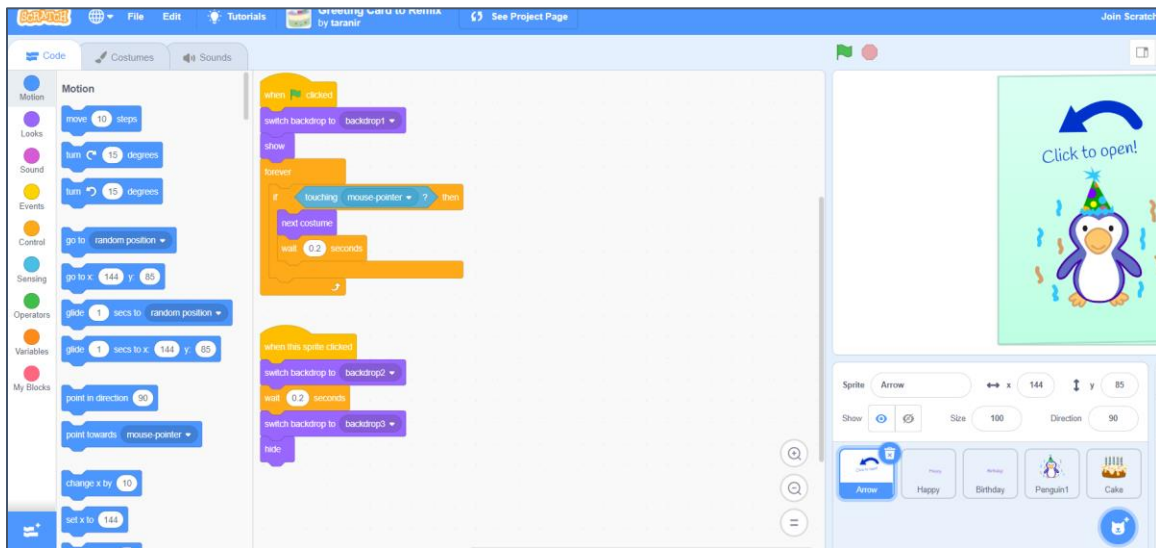 SCRATCH File Edit Tutorials Greeting Card to Remix by taranir See Project Page Join Scratch
Code Costumes Sounds
Motion
Looks
Sound
Events
Control
Sensing
Operators
Variables
My Blocks
Motion
move 10 steps
turn 15 degrees
turn 15 degrees
go to random position
go to x: 144 y: 85
glide 1 secs to random position
glide 1 secs to x: 144 y: 85
point in direction 90
point towards mouse-pointer
change x by 10
set x to 144
when clicked
switch backdrop to backdrop1
show
forever
if touching mouse-pointer ? then
next costume
wait 0.2 seconds
when this sprite clicked
switch backdrop to backdrop2
wait 0.2 seconds
switch backdrop to backdrop3
hide
Click to open!
Sprite Arrow x 144 y 85
Show Size 100 Direction 90
Click to open!
Arrow
Happy
Happy
Birthday
Birthday
Penguin1
Cake